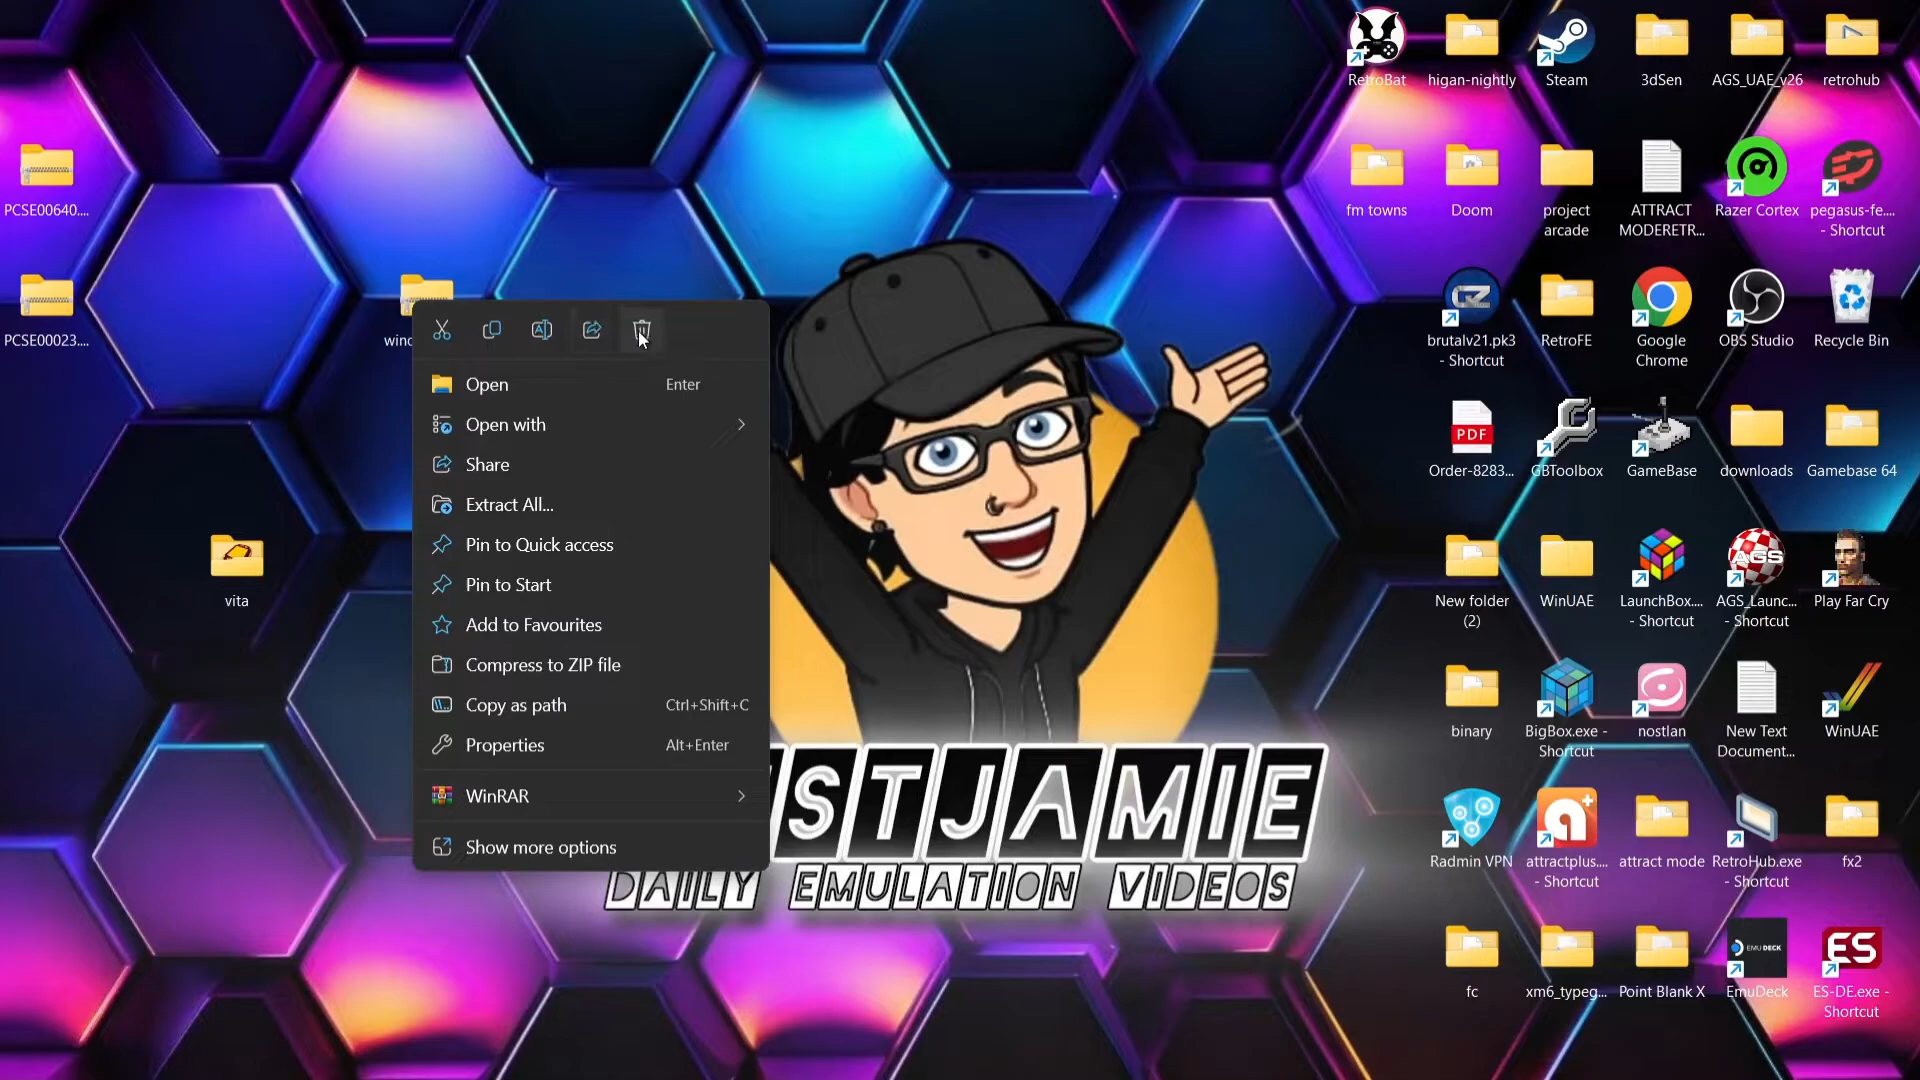 RetroBat
higan-nightly
Steam
3dSen
AGS_UAE_v26
retrohub
PCSE00640....
fm towns
Doom
project
arcade
ATTRACT
MODERETR...
Razer Cortex
pegasus-fe....
- Shortcut
PCSE00023....
brutalv21.pk3
- Shortcut
RetroFE
Google
Chrome
OBS Studio
Recycle Bin
Open Enter
Open with
Share
Extract All...
Pin to Quick access
Pin to Start
Add to Favourites
Compress to ZIP file
Copy as path Ctrl+Shift+C
Properties Alt+Enter
WinRAR
Show more options
PDF
Order-8283...
GBToolbox
GameBase
downloads
Gamebase 64
vita
New folder
(2)
WinUAE
LaunchBox....
- Shortcut
AGS
AGS_Launc...
- Shortcut
Play Far Cry
binary
BigBox.exe -
Shortcut
nostlan
New Text
Document...
WinUAE
STJAMIE
DAILY EMULATION VIDEOS
Radmin VPN
attractplus....
- Shortcut
attract mode
RetroHub.exe
- Shortcut
fx2
fc
xm6_typeg...
Point Blank X
EMU DECK
EmuDeck
ES
ES-DE.exe -
Shortcut